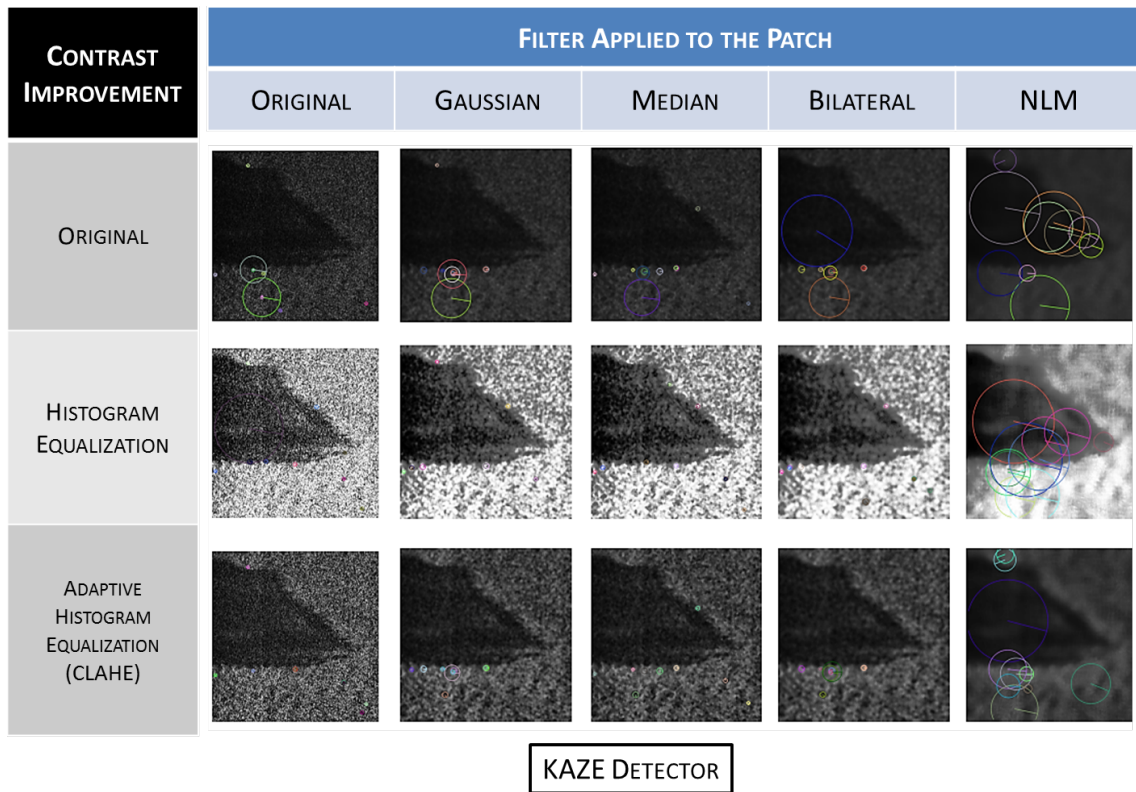 CONTRAST
IMPROVEMENT
FILTER APPLIED TO THE PATCH
ORIGINAL
GAUSSIAN
MEDIAN
BILATERAL
NLM
ORIGINAL
HISTOGRAM
EQUALIZATION
ADAPTIVE
HISTOGRAM
EQUALIZATION
(CLAHE)
KAZE DETECTOR